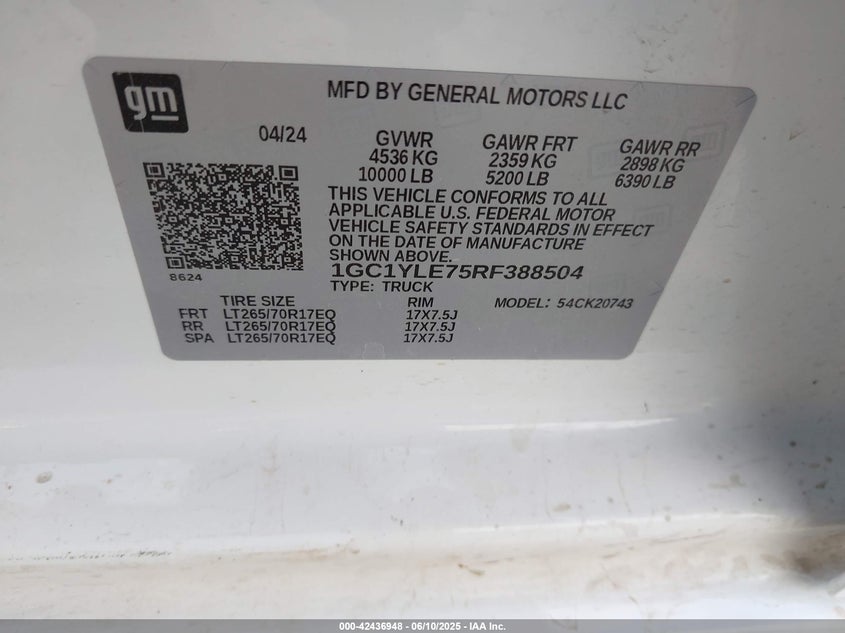 gm
MFD BY GENERAL MOTORS LLC
04/24
GVWR
4536 KG
10000 LB
GAWR FRT
2359 KG
5200 LB
GAWR RR
2898 KG
6390 LB
THIS VEHICLE CONFORMS TO ALL
APPLICABLE U.S. FEDERAL MOTOR
VEHICLE SAFETY STANDARDS IN EFFECT
ON THE DATE OF MANUFACTURE
SHOWN ABOVE.
8624
1GC1YLE75RF388504
TYPE: TRUCK
MODEL: 54CK20743
TIRE SIZE RIM
FRT LT265/70R17EQ 17X7.5J
RR LT265/70R17EQ 17X7.5J
SPA LT265/70R17EQ 17X7.5J
000-42436948 - 06/10/2025 - IAA Inc.